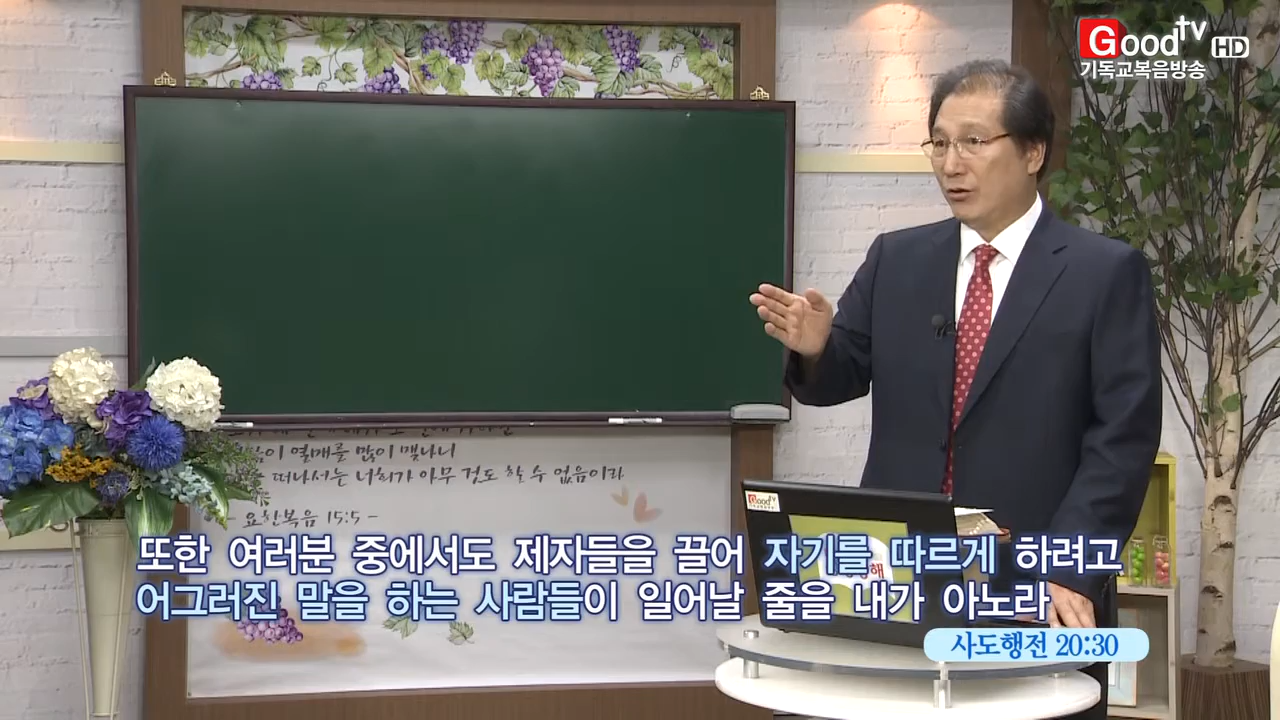 GoodTV HD
기독교복음방송
이 열매를 많이 맺나니
떠나서는 너희가 아무 것도 할 수 없음이라
- 요한복음 15:5 -
GoodTV
또한 여러분 중에서도 제자들을 끌어 자기를 따르게 하려고
어그러진 말을 하는 사람들이 일어날 줄을 내가 아노라
사도행전 20:30